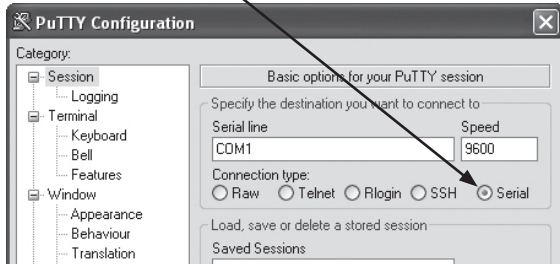 PuTTY Configuration
Category:
Session
Logging
Terminal
Keyboard
Bell
Features
Window
Appearance
Behaviour
Translation
Basic options for your PuTTY session
Specify the destination you want to connect to
Serial line Speed
COM1 9600
Connection type:
Raw Telnet Rlogin SSH Serial
Load, save or delete a stored session
Saved Sessions